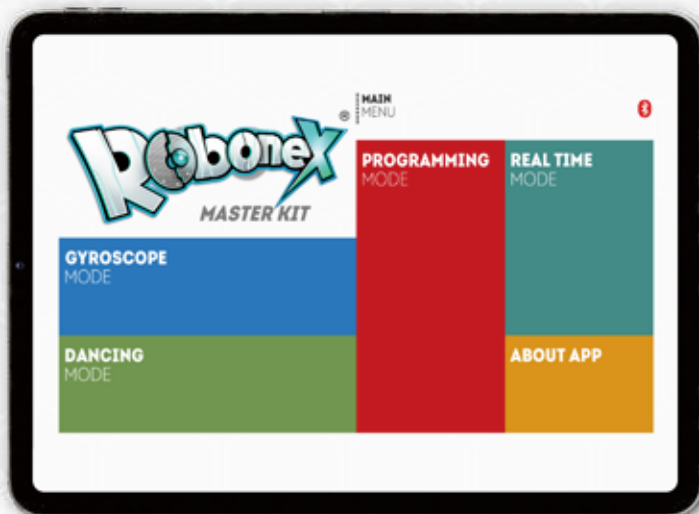 MAIN
MENU
Robonex®
MASTER KIT
PROGRAMMING
MODE
REAL TIME
MODE
GYROSCOPE
MODE
DANCING
MODE
ABOUT APP